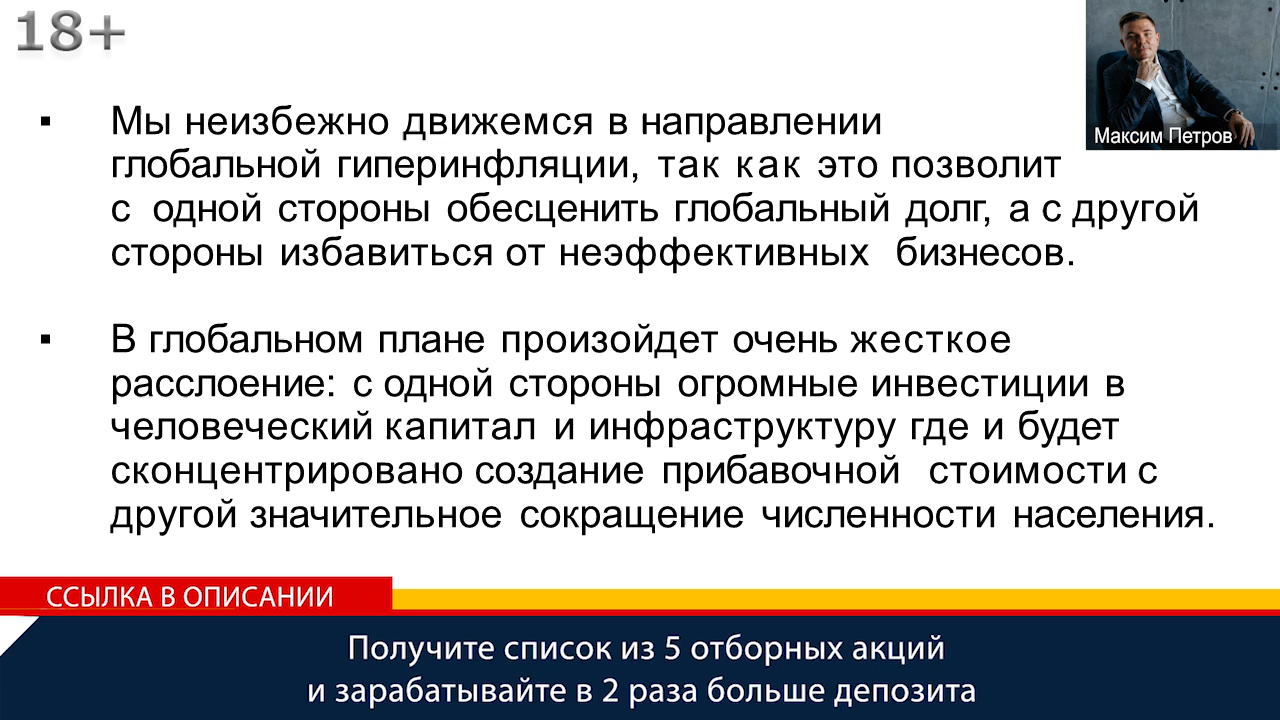 18+
Максим Петров
▪ Мы неизбежно движемся в направлении
глобальной гиперинфляции, так как это позволит
с одной стороны обесценить глобальный долг, а с другой
стороны избавиться от неэффективных бизнесов.
▪ В глобальном плане произойдет очень жесткое
расслоение: с одной стороны огромные инвестиции в
человеческий капитал и инфраструктуру где и будет
сконцентрировано создание прибавочной стоимости с
другой значительное сокращение численности населения.
ССЫЛКА В ОПИСАНИИ
Получите список из 5 отборных акций
и зарабатывайте в 2 раза больше депозита